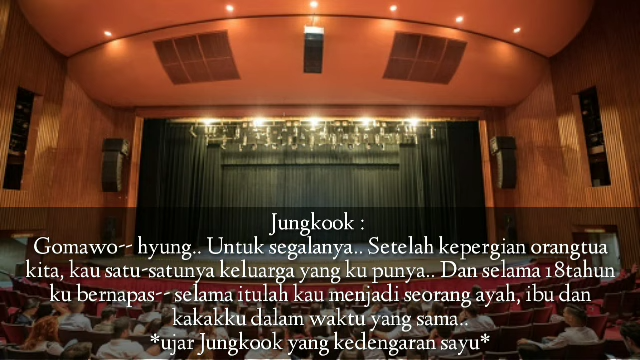 Jungkook :
Gomawo-- hyung.. Untuk segalanya.. Setelah kepergian orangtua
kita, kau satu-satunya keluarga yang ku punya.. Dan selama 18tahun
ku bernapas-- selama itulah kau menjadi seorang ayah, ibu dan
kakakku dalam waktu yang sama..
*ujar Jungkook yang kedengaran sayu*